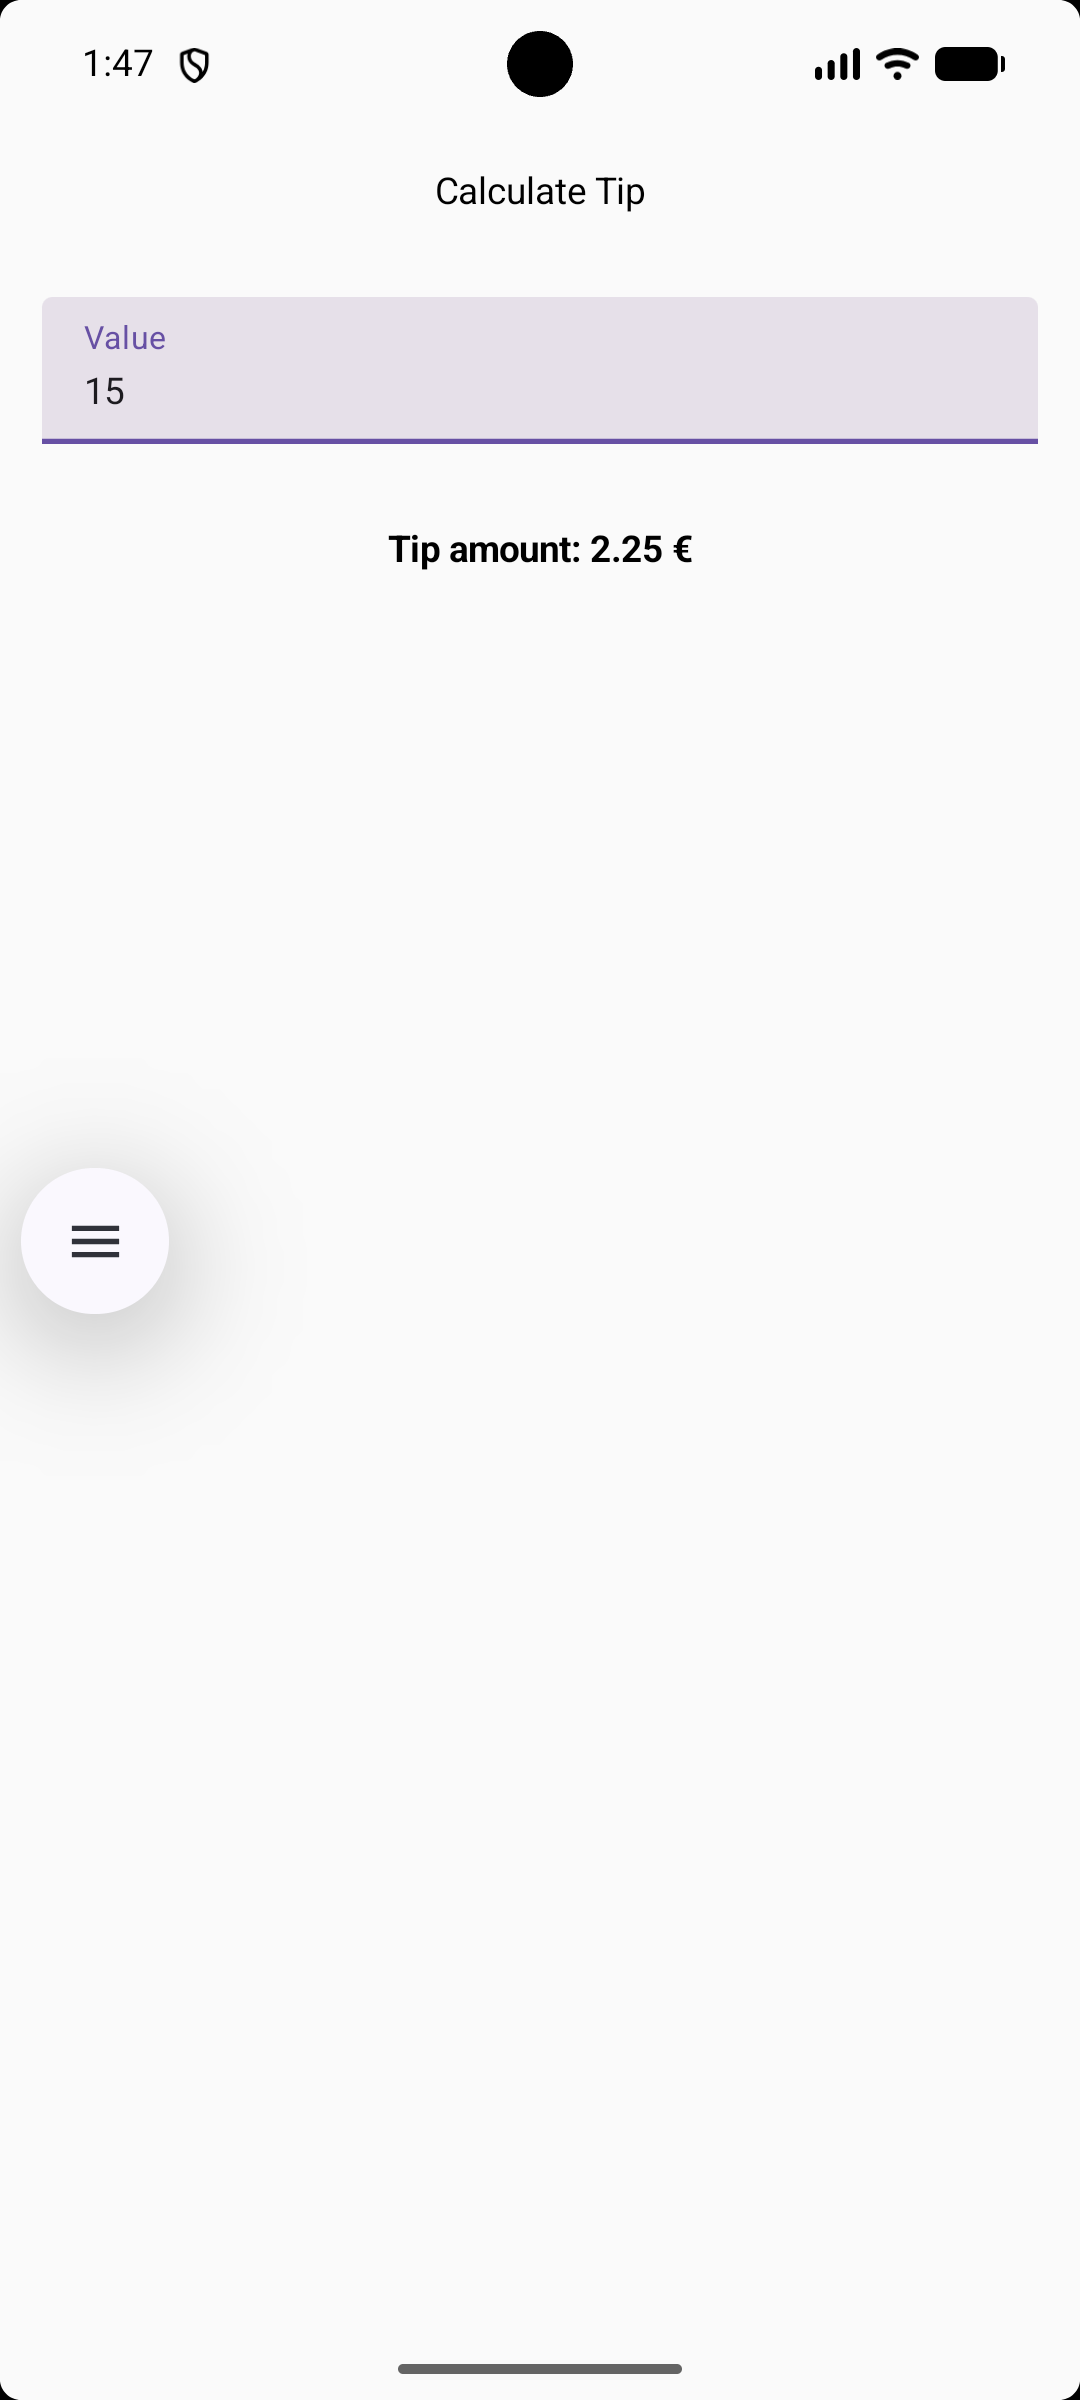 1:47
Calculate Tip
Value
15
Tip amount: 2.25 €